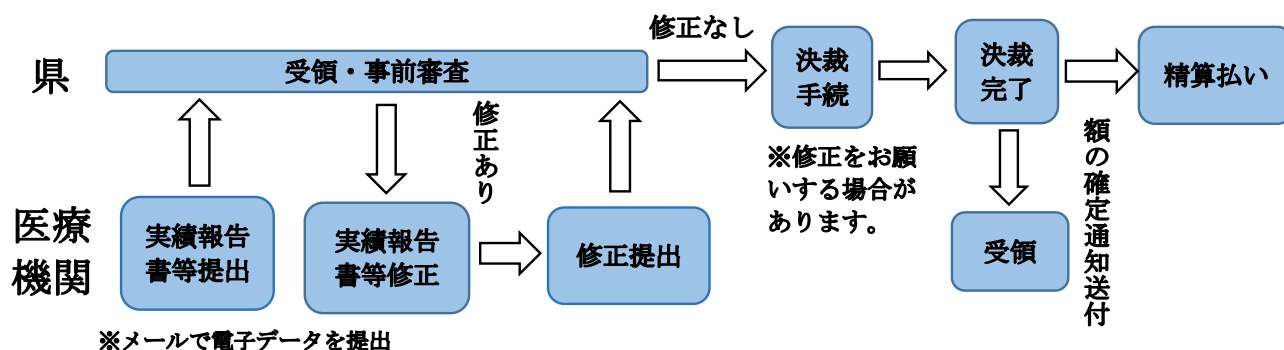 修正なし
県
受領・事前審査
決裁
手続
決裁
完了
精算払い
修正あり
※修正をお願
いする場合が
あります。
額の確定通知送付
医療
機関
実績報告
書等提出
実績報告
書等修正
修正提出
受領
※メールで電子データを提出